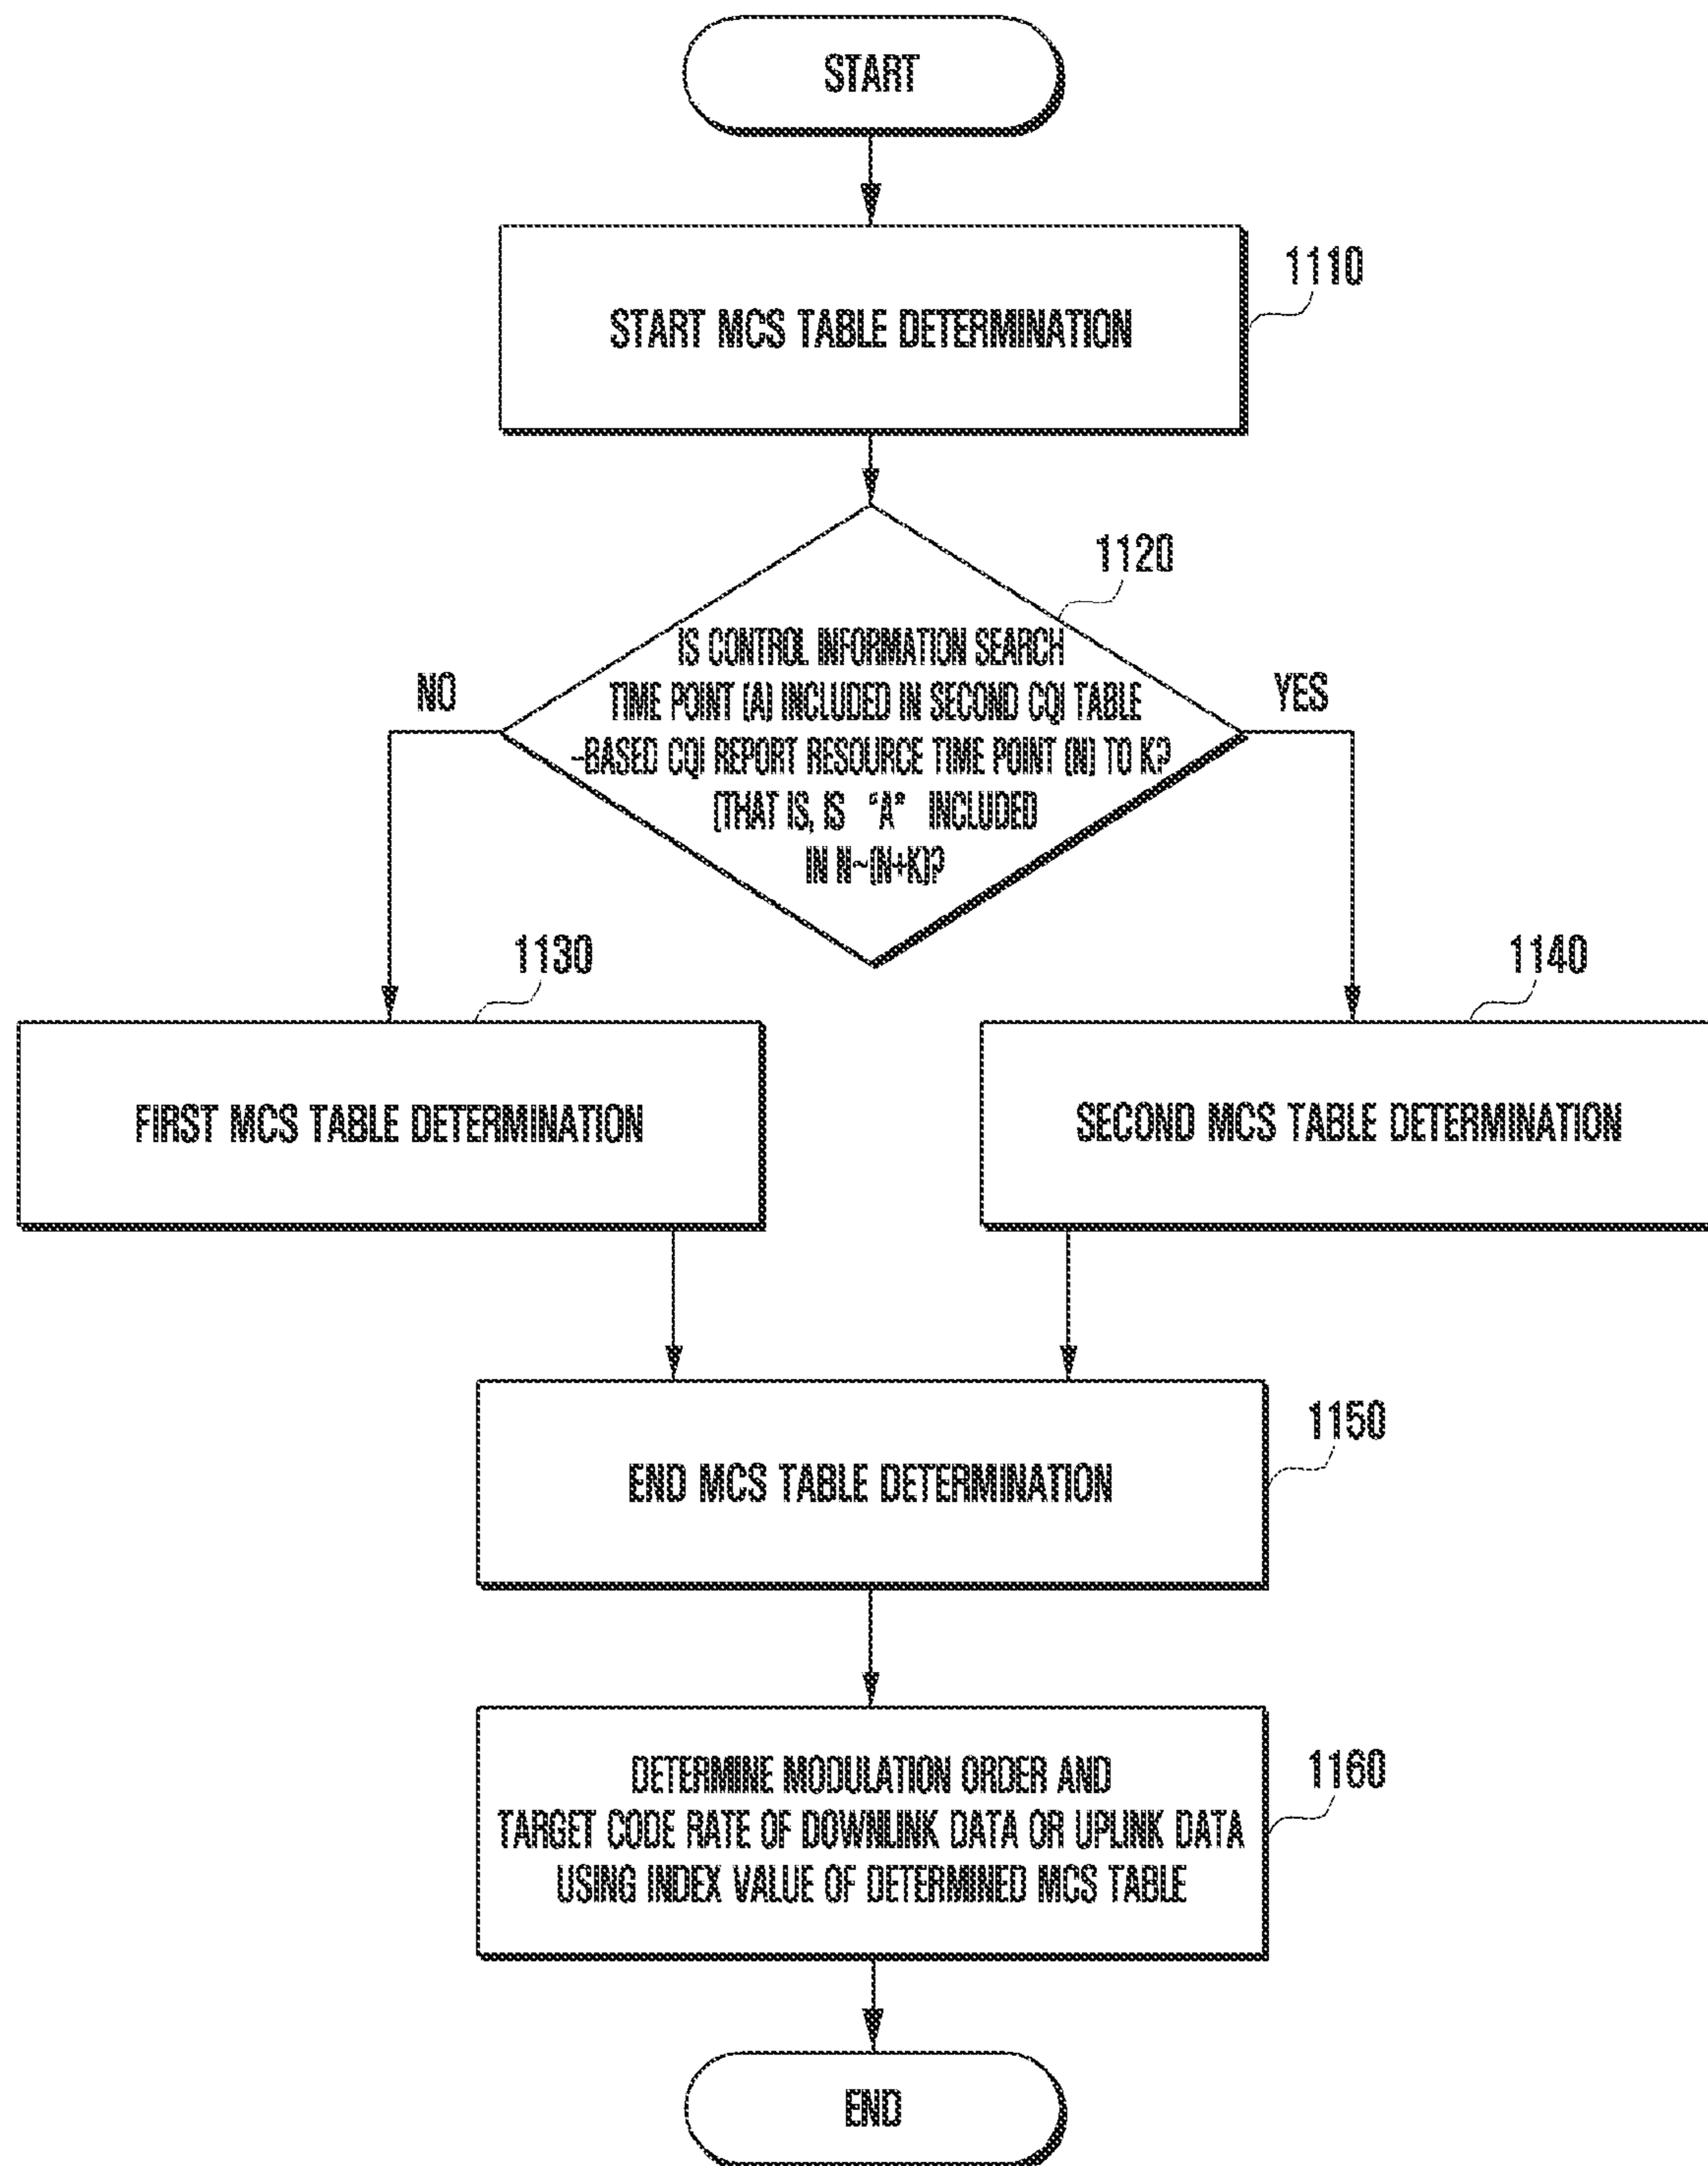 START
START MCS TABLE DETERMINATION
1110
1120
IS CONTROL INFORMATION SEARCH
TIME POINT (A) INCLUDED IN SECOND CQI TABLE
-BASED CQI REPORT RESOURCE TIME POINT (N) TO K?
(THAT IS, IS "A" INCLUDED
IN N~(N+K)?
NO
YES
1130
1140
FIRST MCS TABLE DETERMINATION
SECOND MCS TABLE DETERMINATION
END MCS TABLE DETERMINATION
1150
DETERMINE MODULATION ORDER AND
TARGET CODE RATE OF DOWNLINK DATA OR UPLINK DATA
USING INDEX VALUE OF DETERMINED MCS TABLE
1160
END